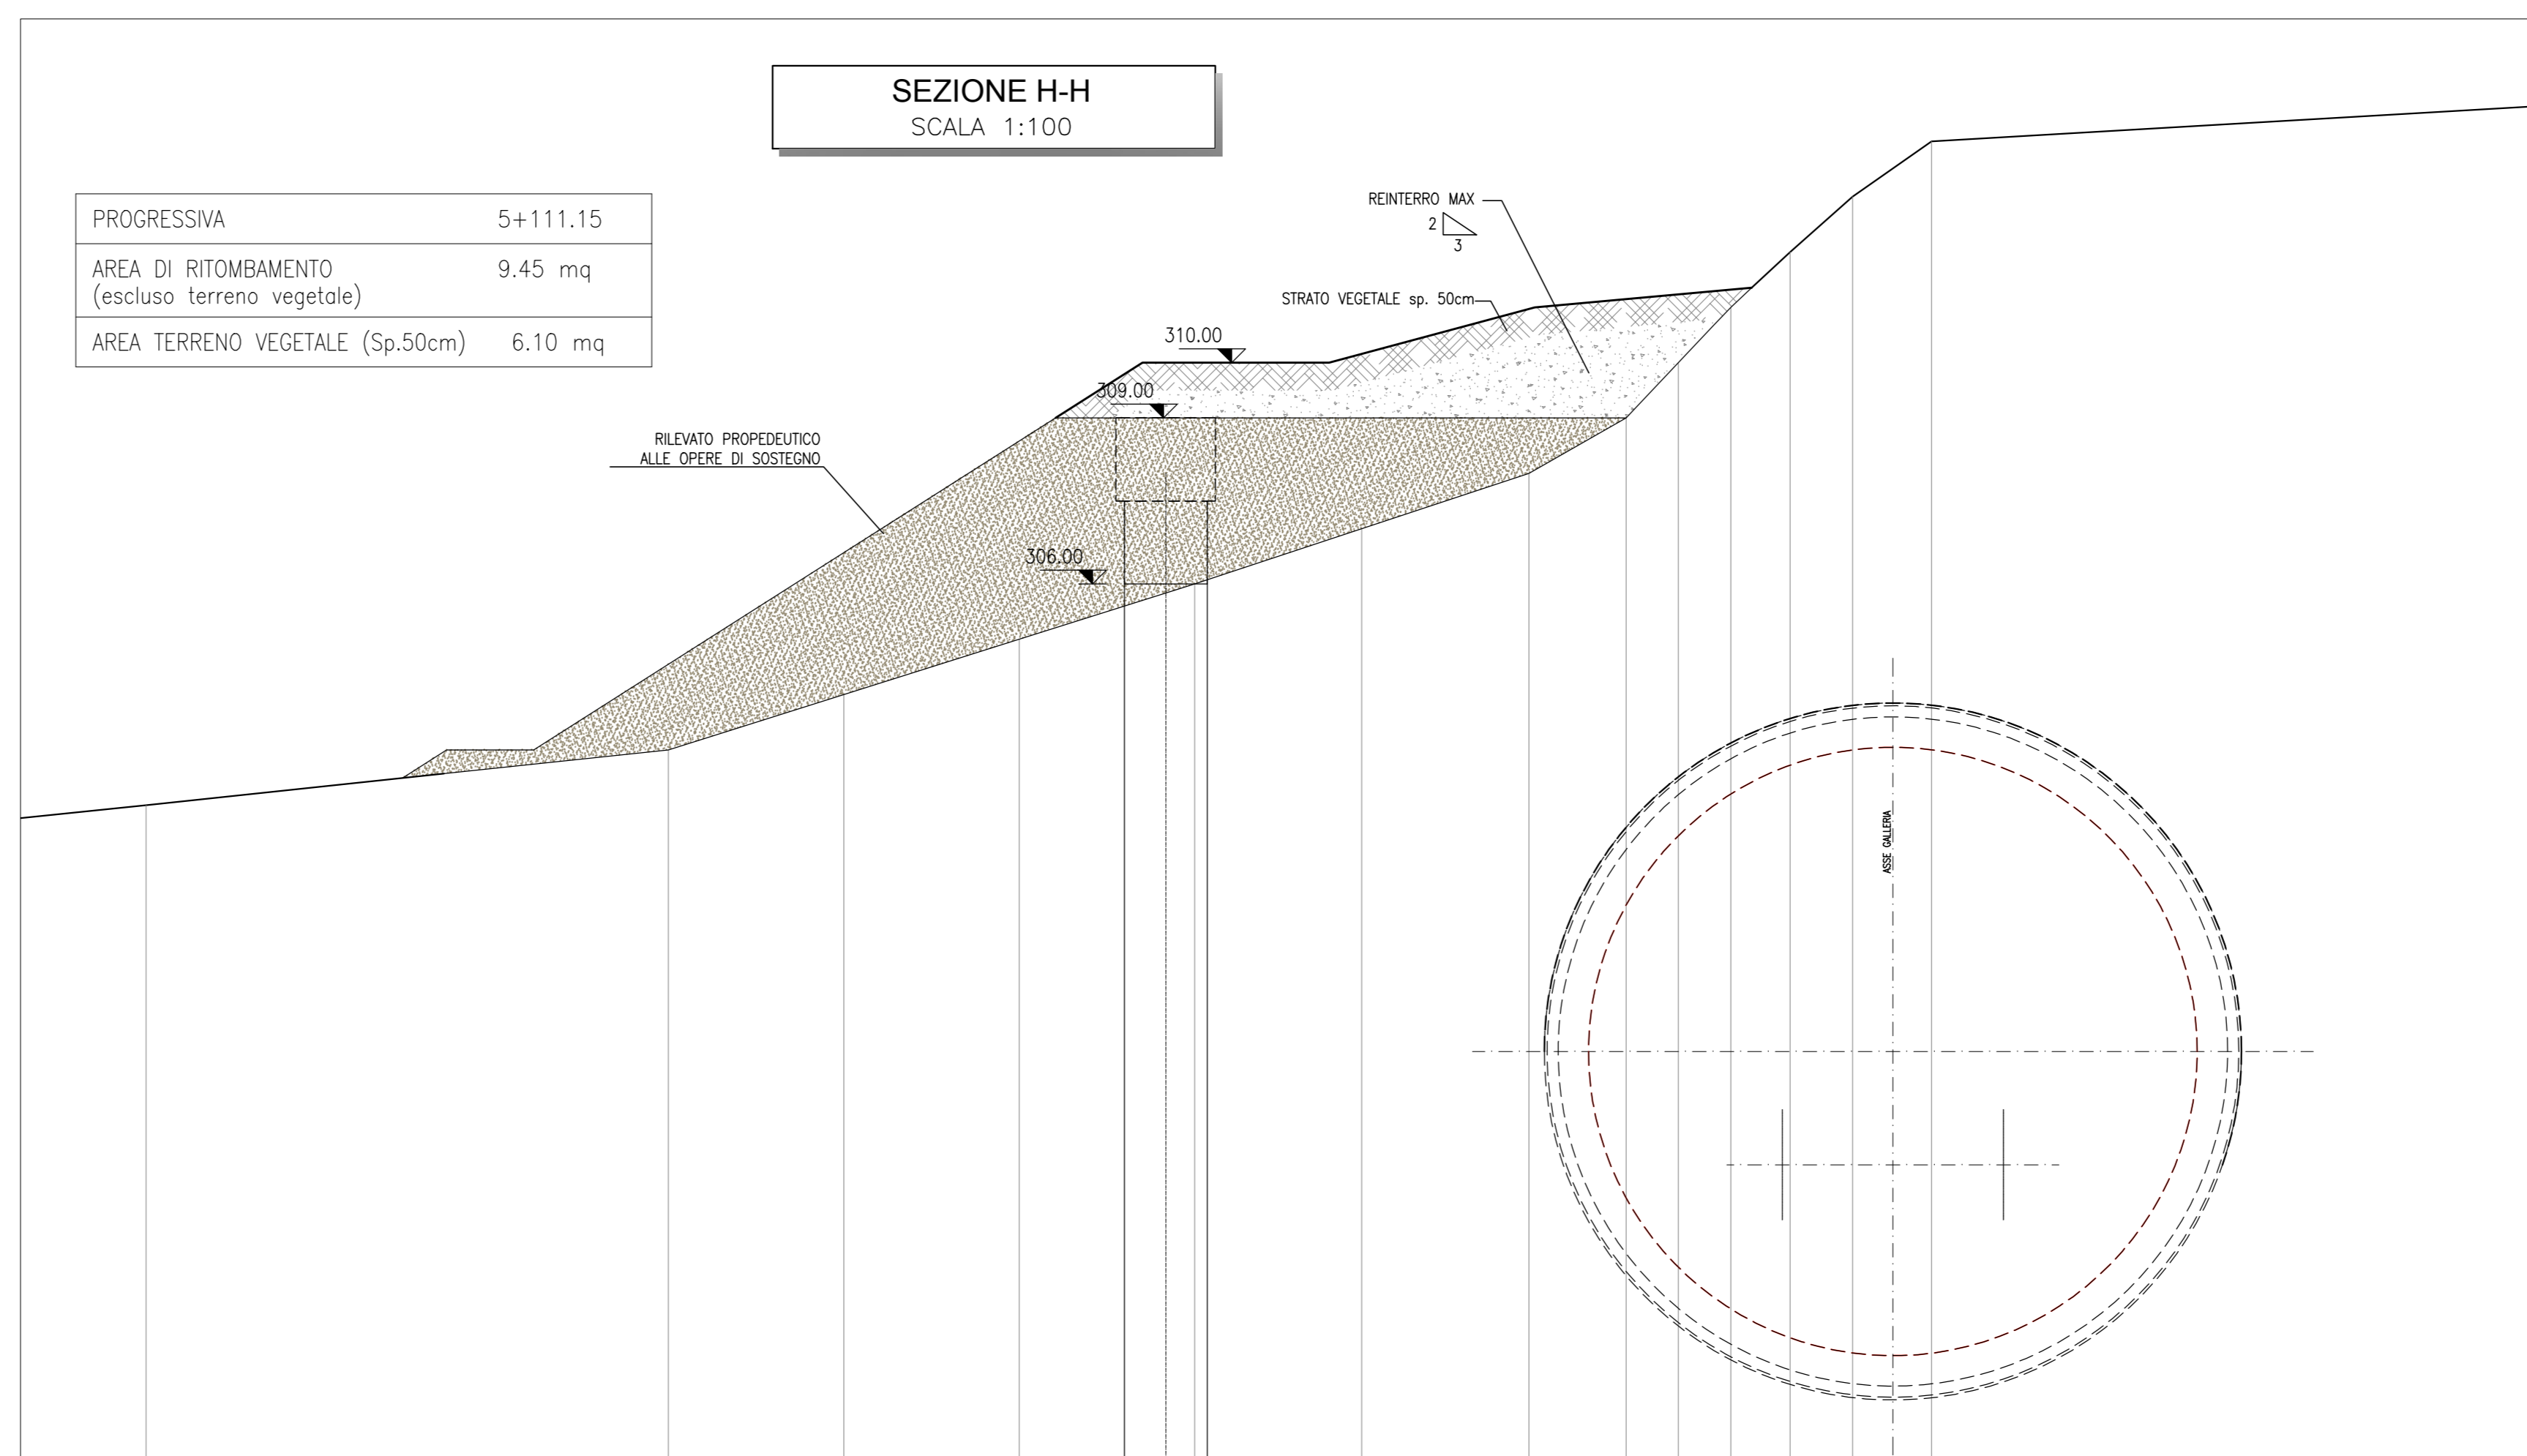 SEZIONE H-H
SCALA 1:100
PROGRESSIVA 5+111.15
AREA DI RITOMBAMENTO 9.45 mq
(escluso terreno vegetale)
AREA TERRENO VEGETALE (Sp.50cm) 6.10 mq
REINTERRO MAX
2
3
STRATO VEGETALE sp. 50cm
310.00
309.00
RILEVATO PROPEDEUTICO
ALLE OPERE DI SOSTEGNO
306.00
ASSE GALLERIA